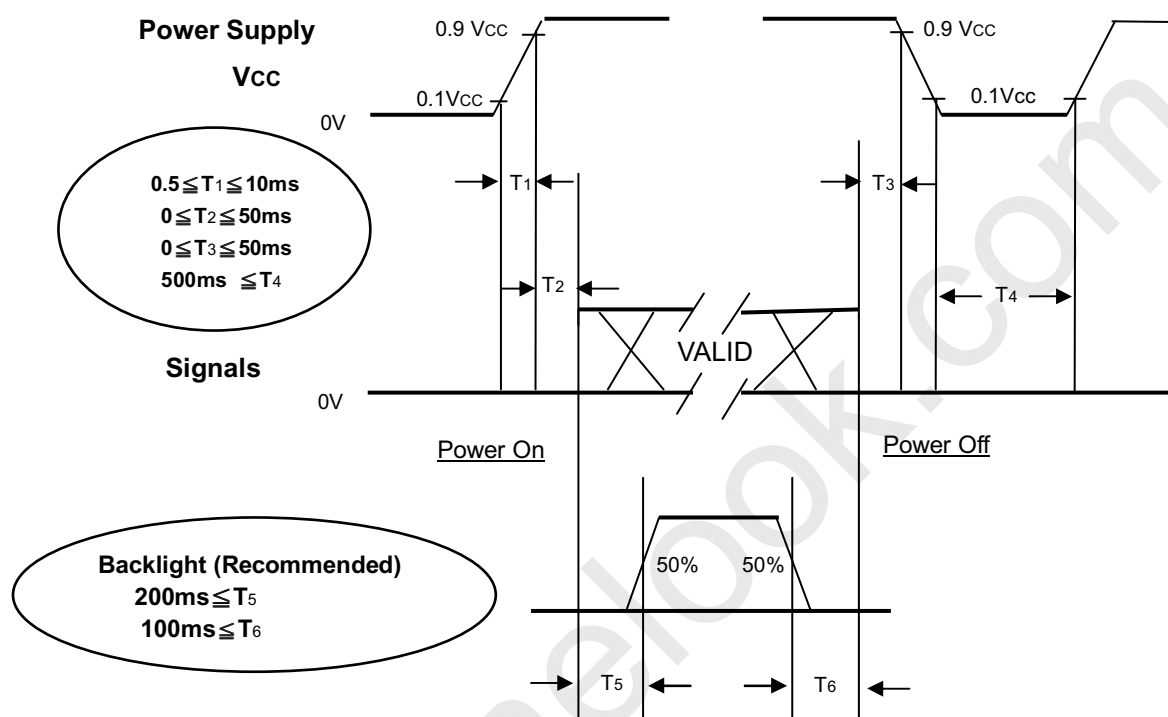 Power Supply
VCC
0.9 VCC
0.1VCC
0V
0.9 VCC
0.1Vcc
0.5≦T1≦10ms
0≦T2≦50ms
0≦T3≦50ms
500ms ≦T4
T1
T2
T3
T4
Signals
VALID
0V
Power On
Power Off
Backlight (Recommended)
200ms≦T5
100ms≦T6
50%
50%
T5
T6
nelook.com